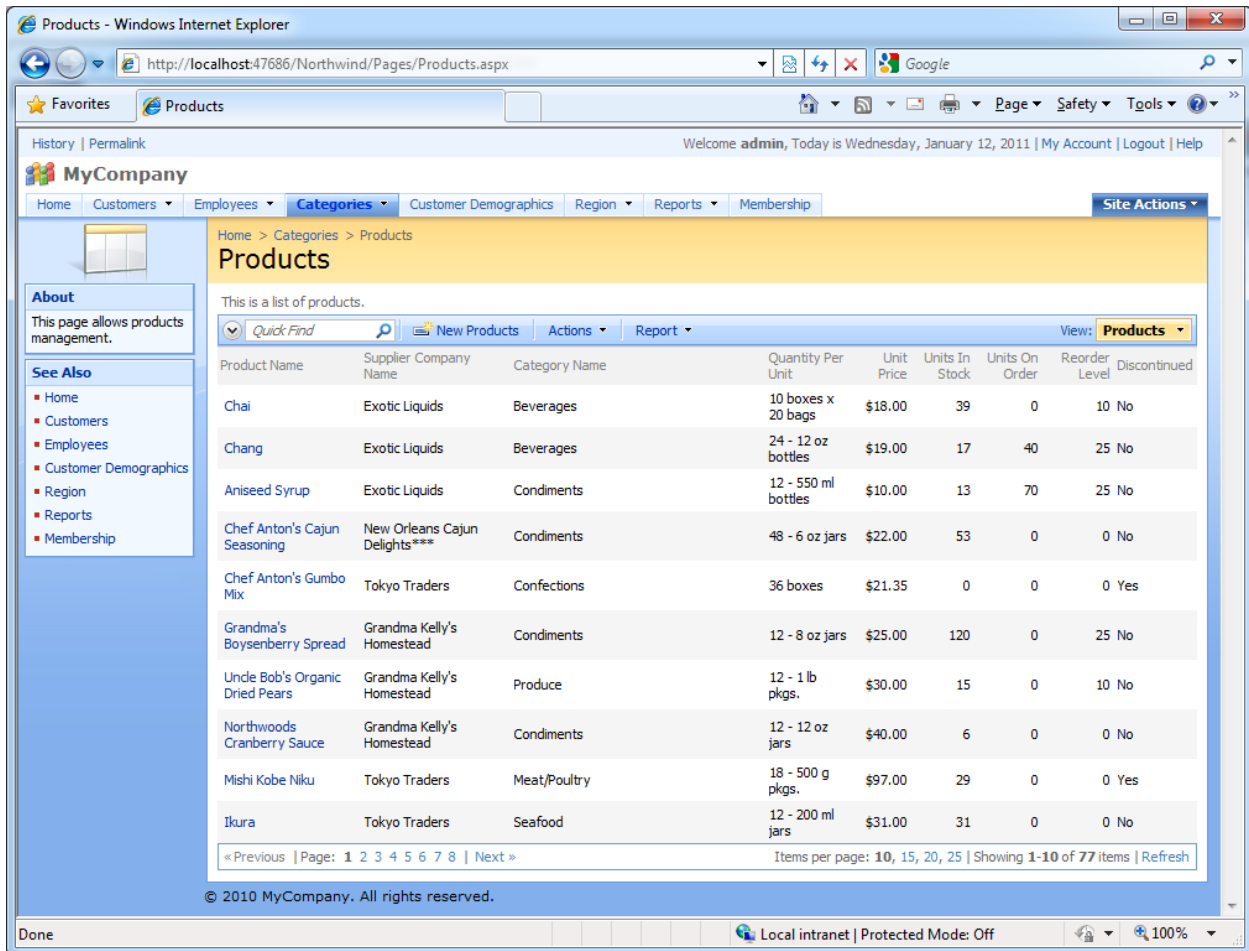 Products - Windows Internet Explorer
http://localhost:47686/Northwind/Pages/Products.aspx
Google
Favorites
Products
Page
Safety
Tools
»
History | Permalink
Welcome admin, Today is Wednesday, January 12, 2011 | My Account | Logout | Help
MyCompany
Home Customers Employees Categories Customer Demographics Region Reports Membership Site Actions
Home > Categories > Products
Products
About
This page allows products
management.
See Also
Home
Customers
Employees
Customer Demographics
Region
Reports
Membership
This is a list of products.
Quick Find New Products Actions Report View: Products
Product Name Supplier Company Name Category Name Quantity Per Unit Unit Price Units In Stock Units On Order Reorder Level Discontinued
Chai Exotic Liquids Beverages 10 boxes x 20 bags $18.00 39 0 10 No
Chang Exotic Liquids Beverages 24 - 12 oz bottles $19.00 17 40 25 No
Aniseed Syrup Exotic Liquids Condiments 12 - 550 ml bottles $10.00 13 70 25 No
Chef Anton's Cajun Seasoning New Orleans Cajun Delights*** Condiments 48 - 6 oz jars $22.00 53 0 0 No
Chef Anton's Gumbo Mix Tokyo Traders Confections 36 boxes $21.35 0 0 0 Yes
Grandma's Boysenberry Spread Grandma Kelly's Homestead Condiments 12 - 8 oz jars $25.00 120 0 25 No
Uncle Bob's Organic Dried Pears Grandma Kelly's Homestead Produce 12 - 1 lb pkgs. $30.00 15 0 10 No
Northwoods Cranberry Sauce Grandma Kelly's Homestead Condiments 12 - 12 oz jars $40.00 6 0 0 No
Mishi Kobe Niku Tokyo Traders Meat/Poultry 18 - 500 g pkgs. $97.00 29 0 0 Yes
Ikura Tokyo Traders Seafood 12 - 200 ml jars $31.00 31 0 0 No
« Previous | Page: 1 2 3 4 5 6 7 8 | Next »
Items per page: 10, 15, 20, 25 | Showing 1-10 of 77 items | Refresh
© 2010 MyCompany. All rights reserved.
Done
Local intranet | Protected Mode: Off
100%